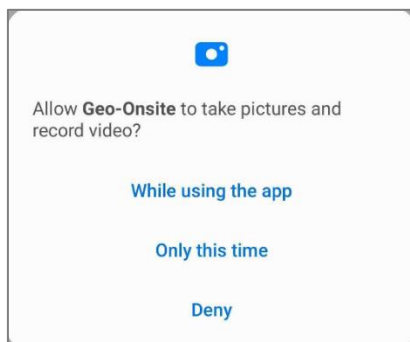 Allow Geo-Onsite to take pictures and
record video?
While using the app
Only this time
Deny